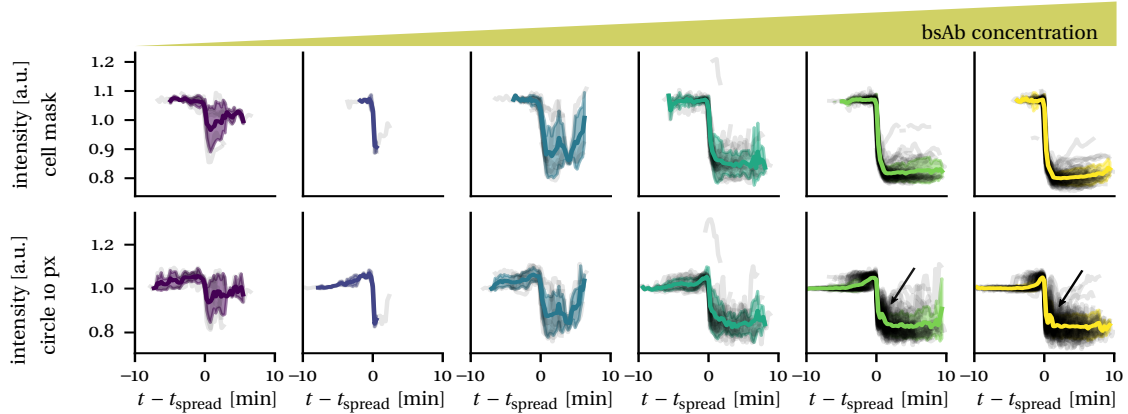 bsAb concentration
intensity [a.u.]
cell mask
1.2
1.1
1.0
0.9
0.8
intensity [a.u.]
circle 10 px
1.2
1.0
0.8
−10 0 10 −10 0 10 −10 0 10 −10 0 10 −10 0 10 −10 0 10
t − tspread [min] t − tspread [min] t − tspread [min] t − tspread [min] t − tspread [min] t − tspread [min]